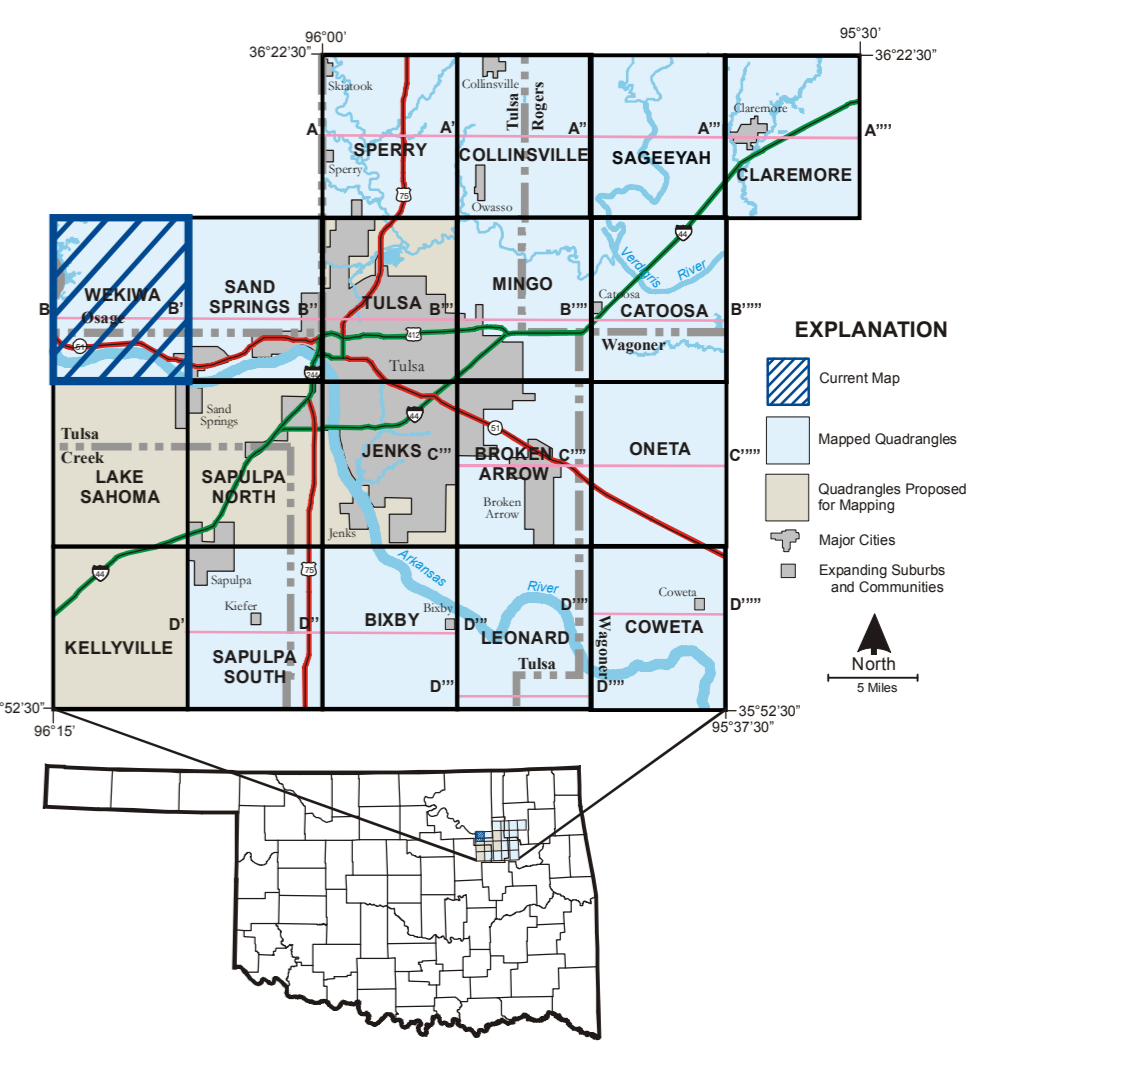 96°00’
95°30’
36°22’30”
36°22’30”
Skiatook
Collinsville
Tulsa
Rogers
Claremore
A
A’
A’’
A’’’
A’’’’
SPERRY
COLLINSVILLE
SAGEEYAH
CLAREMORE
Sperry
Owasso
75
44
Verdigris
River
WEKIWA
SAND
SPRINGS
TULSA
MINGO
CATOOSA
Catoosa
B
B’
B’’
B’’’
B’’’’
B’’’’’
Osage
Wagoner
51
412
Tulsa
244
EXPLANATION
Current Map
Mapped Quadrangles
Quadrangles Proposed
for Mapping
Major Cities
Expanding Suburbs
and Communities
North
5 Miles
Sand
Springs
44
51
Tulsa
Creek
LAKE
SAHOMA
SAPULPA
NORTH
JENKS
C’’’
BROKEN
ARROW
C’’’’
ONETA
C’’’’’
Broken
Arrow
Jenks
44
Sapulpa
75
Arkansas
River
Kiefer
Bixby
Coweta
D’
D’’
D’’’
D’’’’
D’’’’’
KELLYVILLE
SAPULPA
SOUTH
BIXBY
LEONARD
COWETA
Wagoner
Tulsa
D’’’
D’’’’
°52’30”
35°52’30”
96°15’
95°37’30”